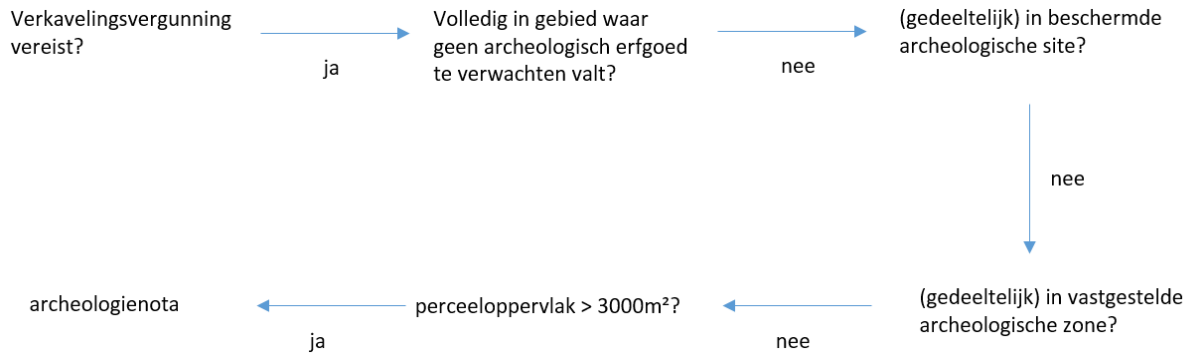 Verkavelingsvergunning
vereist?
ja
Volledig in gebied waar
geen archeologisch erfgoed
te verwachten valt?
nee
(gedeeltelijk) in beschermde
archeologische site?
nee
(gedeeltelijk) in vastgestelde
archeologische zone?
nee
perceeloppervlak > 3000m²?
ja
archeologienota